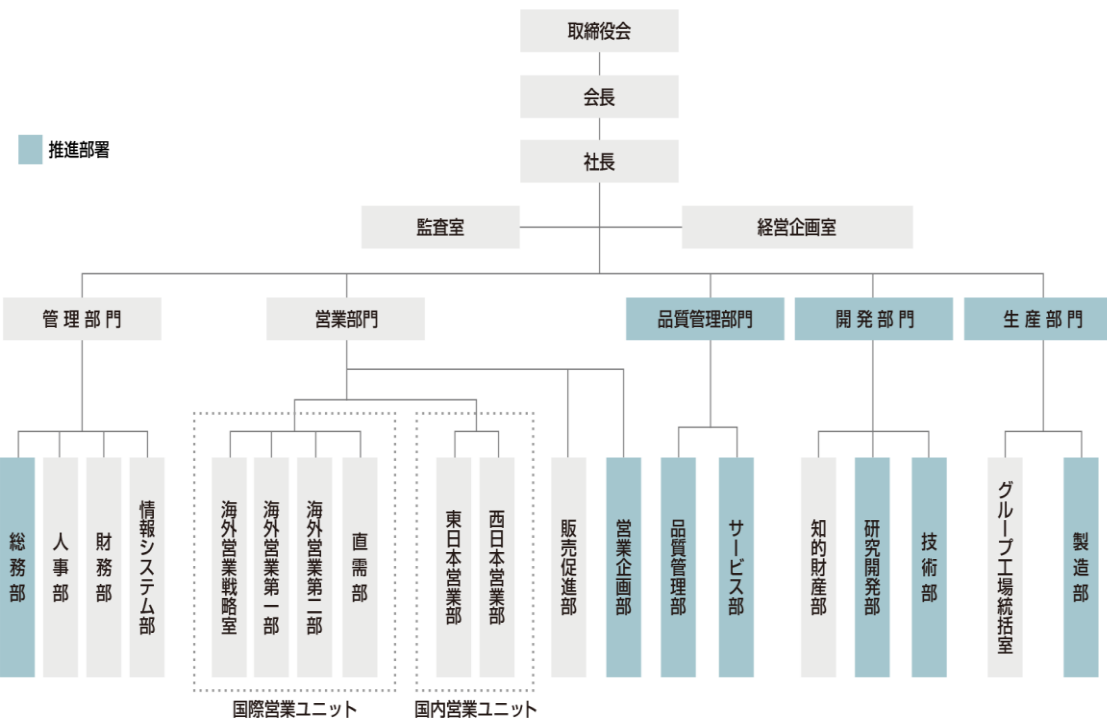 取締役会
会長
推進部署
社長
監査室
経営企画室
管理部門
営業部門
品質管理部門
開発部門
生産部門
総務部
人事部
財務部
情報システム部
海外営業戦略室
海外営業第一部
海外営業第二部
直需部
東日本営業部
西日本営業部
販売促進部
営業企画部
品質管理部
サービス部
知的財産部
研究開発部
技術部
グループ工場統括室
製造部
国際営業ユニット
国内営業ユニット